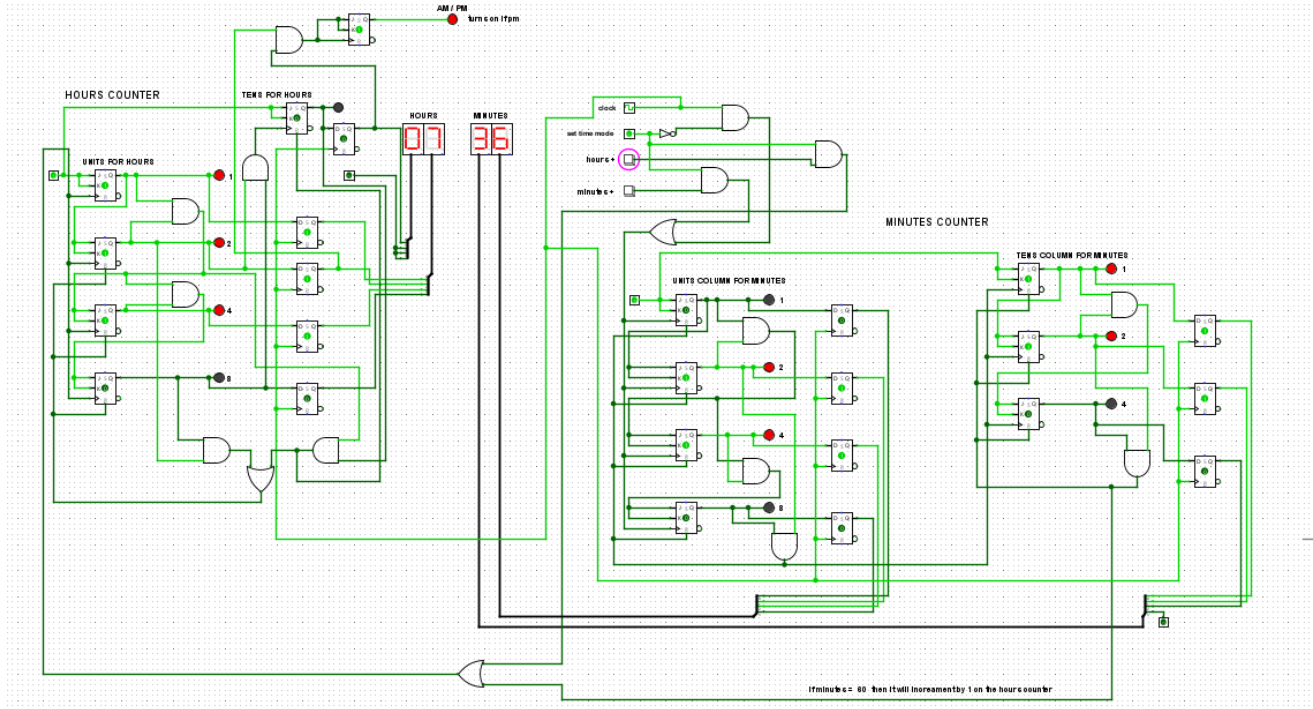 AM / PM
turns on if pm
HOURS COUNTER
TENS FOR HOURS
HOURS
MINUTES
07
36
clock
set time mode
hours +
minutes +
UNITS FOR HOURS
1
2
4
8
MINUTES COUNTER
UNITS COLUMN FOR MINUTES
1
2
4
8
TENS COLUMN FOR MINUTES
1
2
4
if minutes = 60 then it will increament by 1 on the hours counter